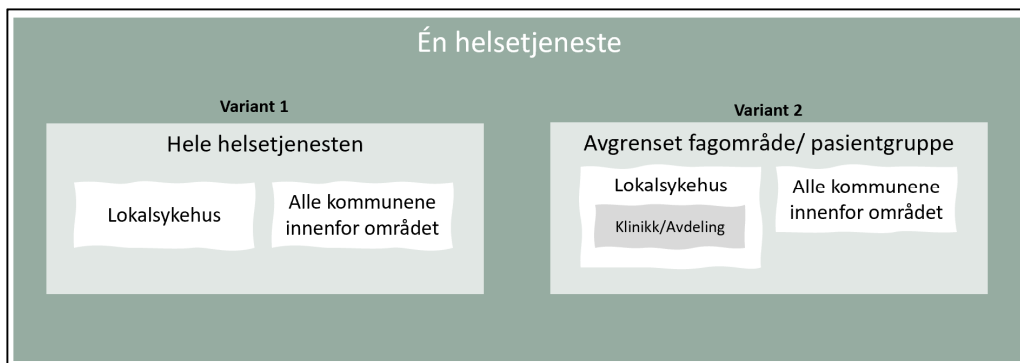 Én helsetjeneste
Variant 1
Hele helsetjenesten
Lokalsykehus
Alle kommunene
innenfor området
Variant 2
Avgrenset fagområde/ pasientgruppe
Lokalsykehus
Klinikk/Avdeling
Alle kommunene
innenfor området